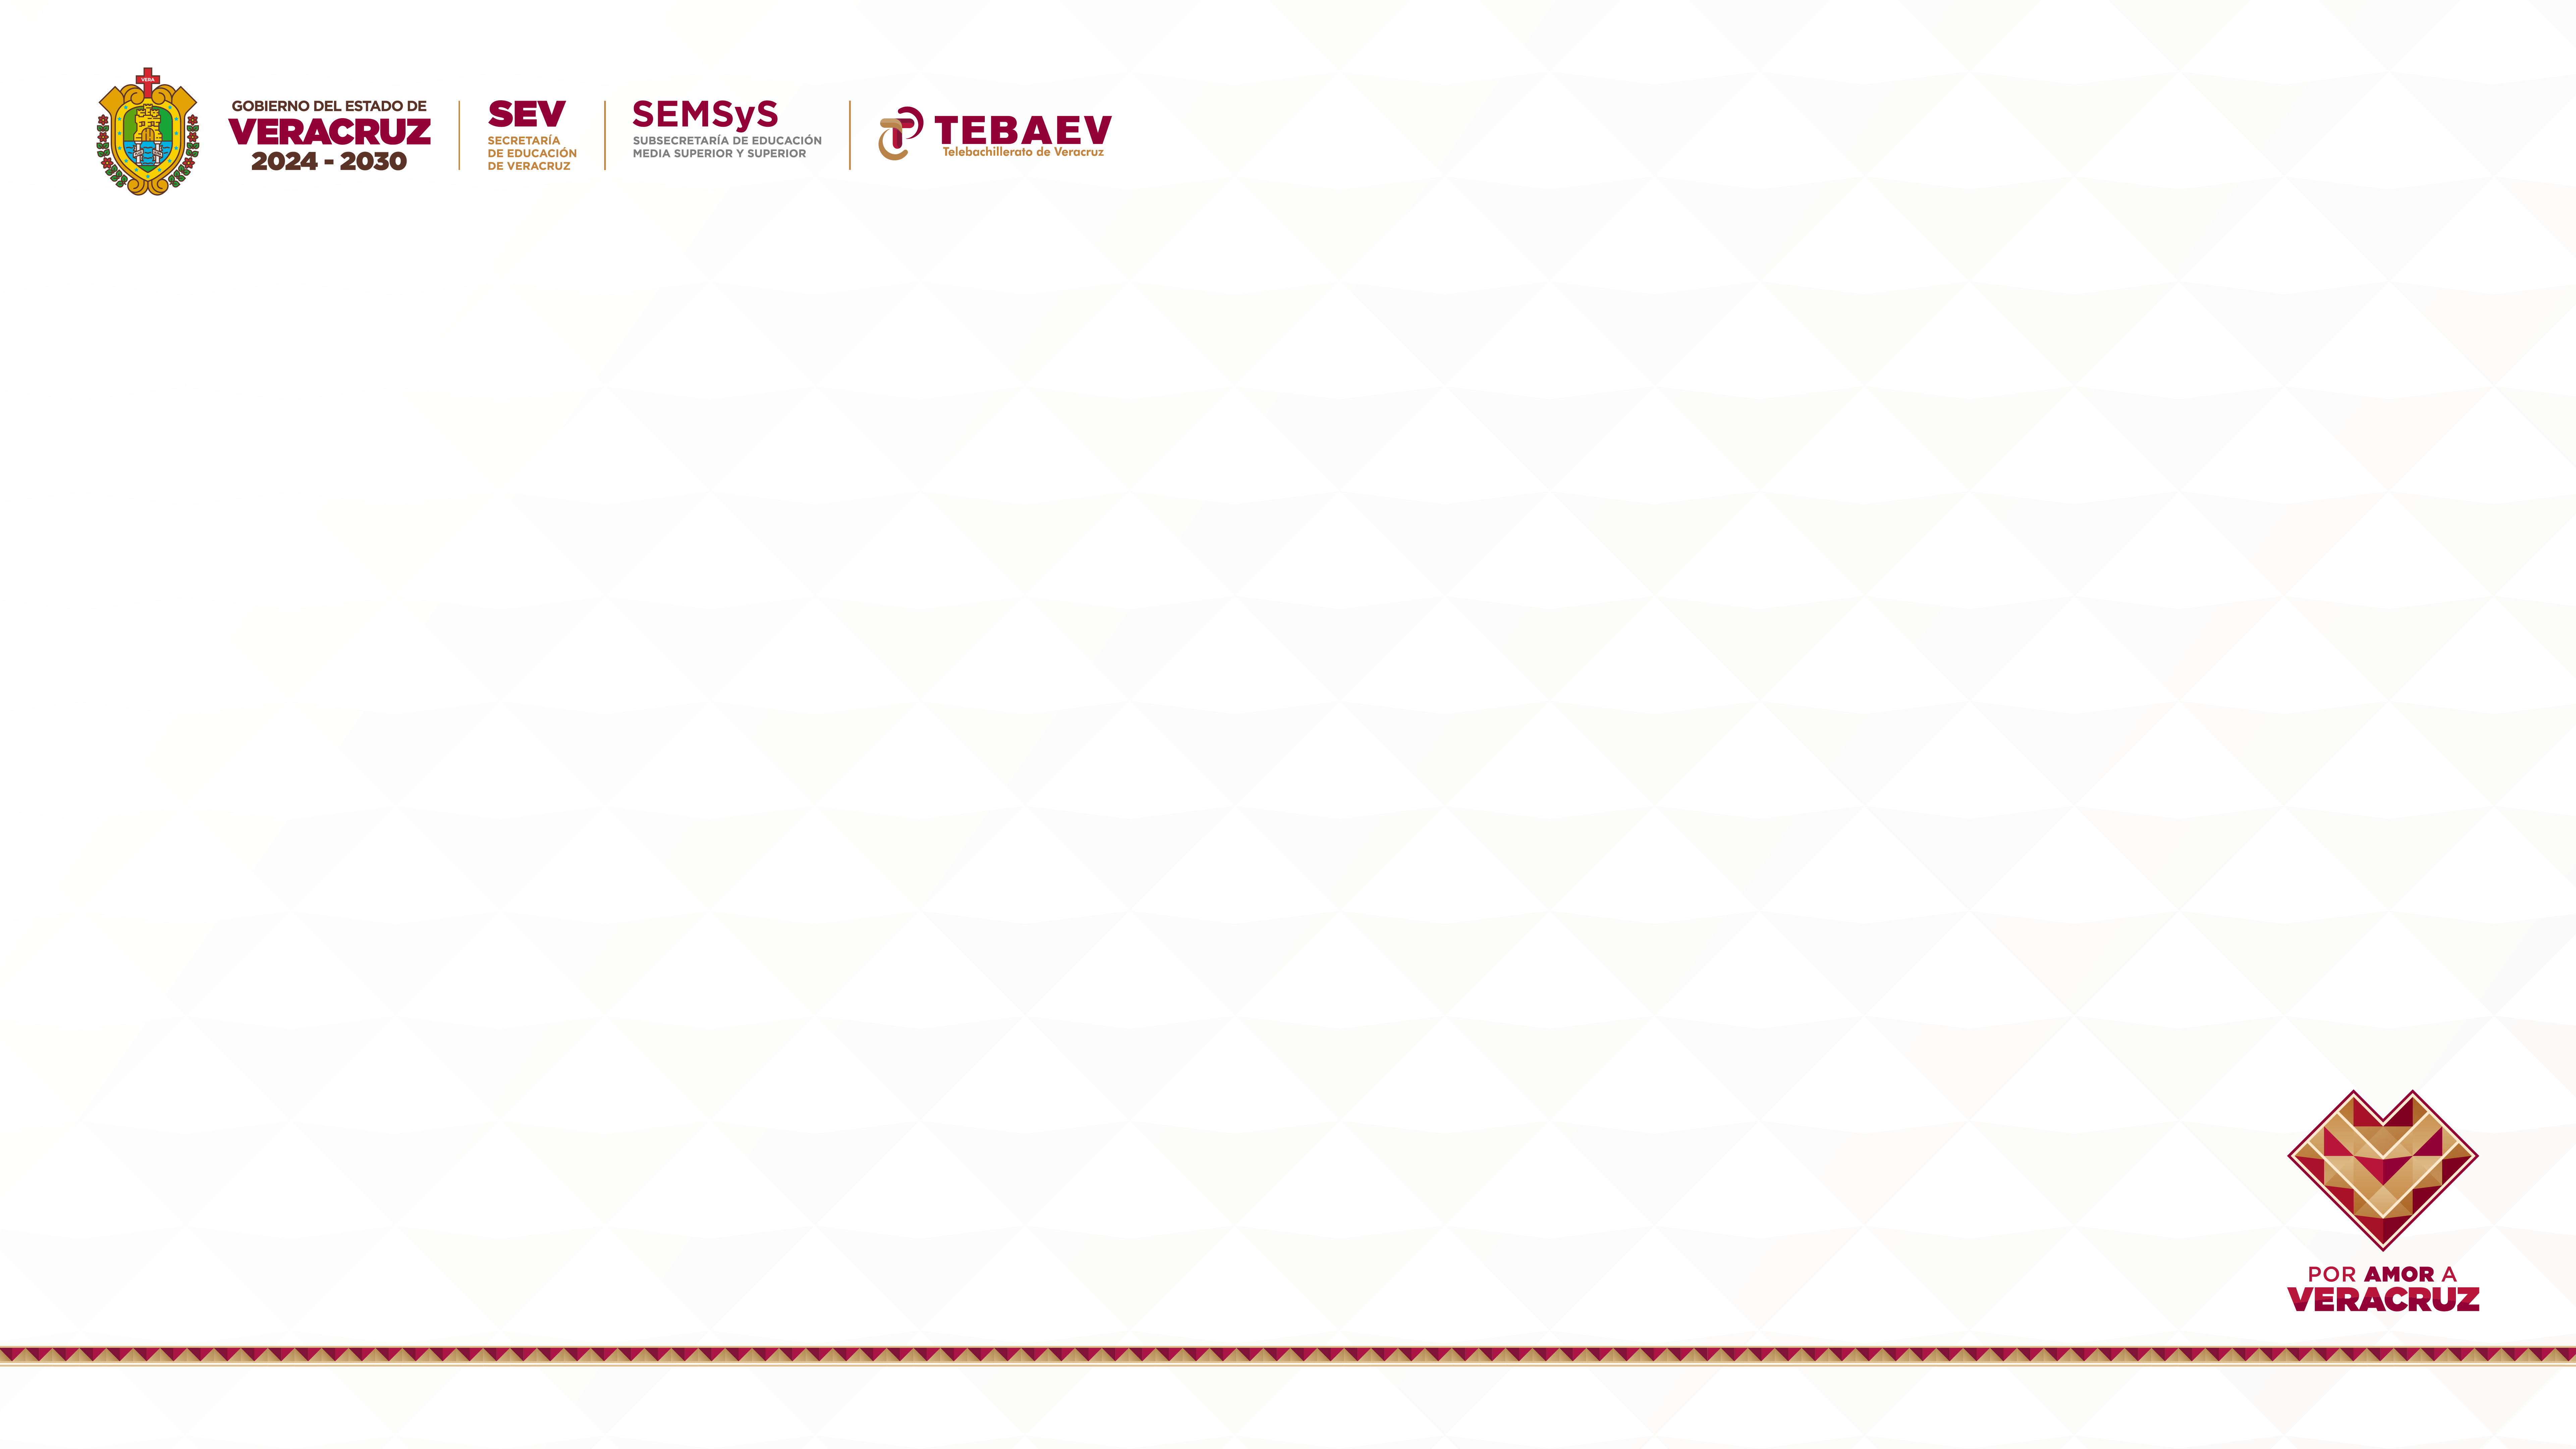 VERA
GOBIERNO DEL ESTADO DE
VERACRUZ
2024 - 2030
SEV
SECRETARÍA
DE EDUCACIÓN
DE VERACRUZ
SEMSyS
SUBSECRETARÍA DE EDUCACIÓN
MEDIA SUPERIOR Y SUPERIOR
TEBAEV
Telebachillerato de Veracruz
POR AMOR A
VERACRUZ